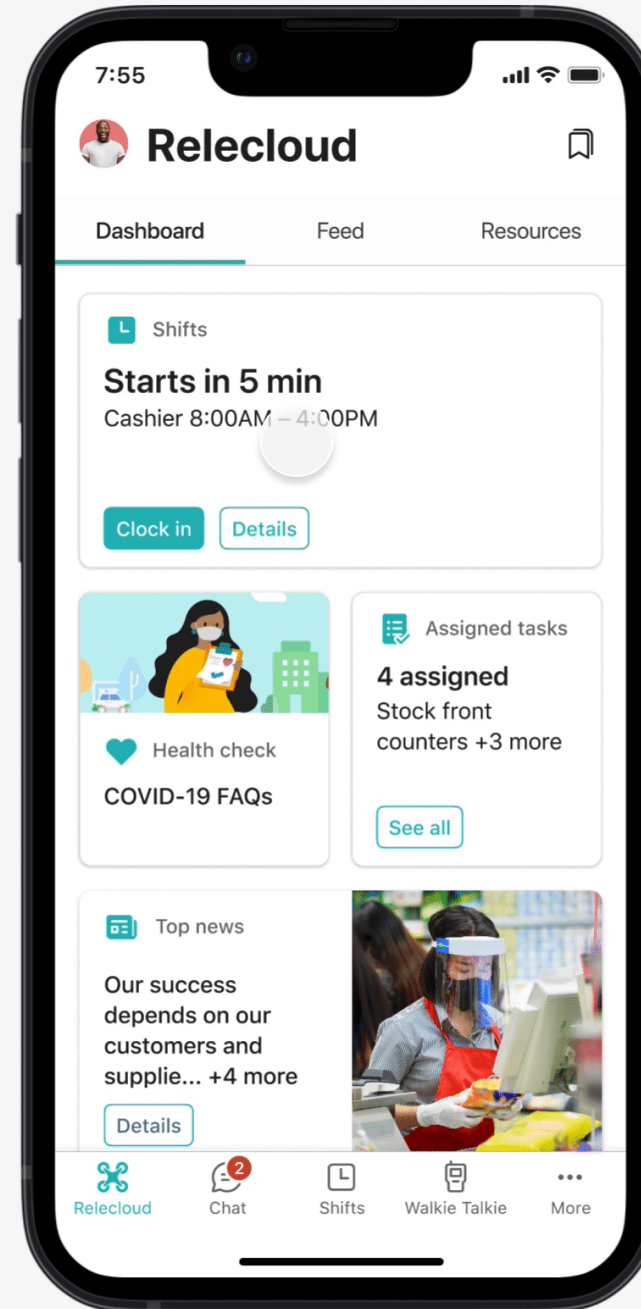 7:55
Relecloud
Dashboard Feed Resources
Shifts
Starts in 5 min
Cashier 8:00AM – 4:00PM
Clock in Details
Health check
COVID-19 FAQs
Assigned tasks
4 assigned
Stock front
counters +3 more
See all
Top news
Our success
depends on our
customers and
supplie... +4 more
Details
2
Relecloud Chat Shifts Walkie Talkie More